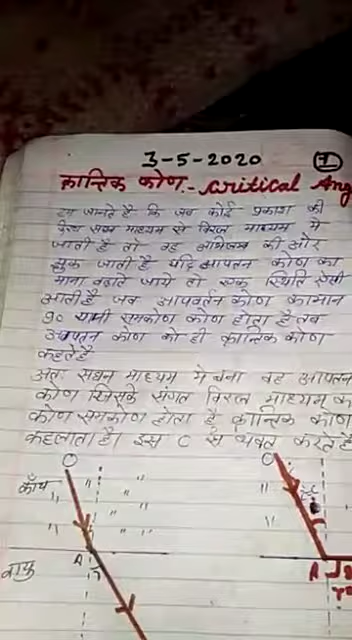 3-5-2020 1
क्रान्तिक कोण - Critical Ang
हम जानते है कि जब कोई प्रकाश की
किरण सघन माध्यम से विरल माध्यम मे
जाती है तो वह अभिलम्ब की ओर
झुक जाती है यदि आपतन कोण का
मान बढाते जाये तो एक स्थिति ऐसी
आती है जब अपवर्तन कोण का मान
90 यानी समकोण कोण होता है तब
आपतन कोण को ही क्रान्तिक कोण
कहते है
अतः सघन माध्यम मे बना वह आपतन
कोण जिसके संगत विरल माध्यम का
कोण समकोण होता है क्रान्तिक कोण
कहलाता है। इसे C से व्यक्त करते है
काँच " "
" " "
" " "
A
r
वायु
"
"
i=c
A